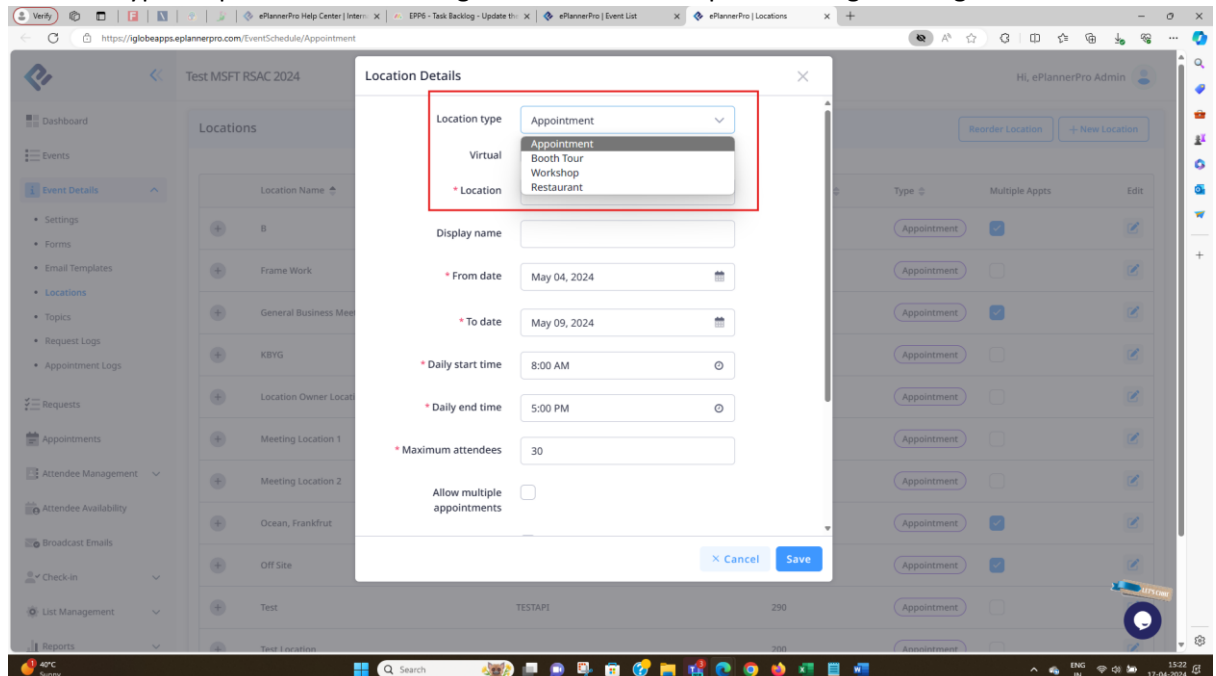 Verify
ePlannerPro Help Center | Intern
EPP6 - Task Backlog - Update th
ePlannerPro | Event List
ePlannerPro | Locations
https://iglobeapps.eplannerpro.com/EventSchedule/Appointment
Test MSFT RSAC 2024
Hi, ePlannerPro Admin
Dashboard
Events
Event Details
Settings
Forms
Email Templates
Locations
Topics
Request Logs
Appointment Logs
Requests
Appointments
Attendee Management
Attendee Availability
Broadcast Emails
Check-in
List Management
Reports
Locations
Reorder Location
+ New Location
Location Name
Type
Multiple Appts
Edit
B
Appointment
Frame Work
Appointment
General Business Mee
Appointment
KBYG
Appointment
Location Owner Locati
Appointment
Meeting Location 1
Appointment
Meeting Location 2
Appointment
Ocean, Frankfrut
Appointment
Off Site
Appointment
Test
TESTAPI
290
Appointment
Test Location
200
Appointment
Location Details
Location type
Appointment
Appointment
Booth Tour
Workshop
Restaurant
Virtual
* Location
Display name
* From date
May 04, 2024
* To date
May 09, 2024
* Daily start time
8:00 AM
* Daily end time
5:00 PM
* Maximum attendees
30
Allow multiple
appointments
× Cancel
Save
LET'S CHAT
40°C
Sunny
Search
ENG
IN
15:22
17-04-2024